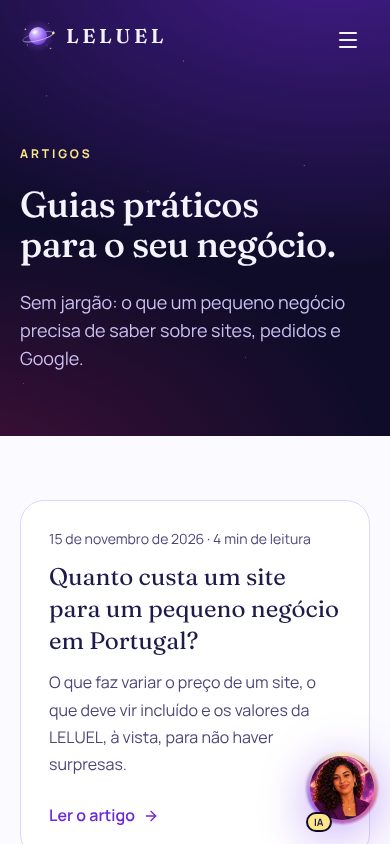 LELUEL
ARTIGOS
Guias práticos
para o seu negócio.
Sem jargão: o que um pequeno negócio
precisa de saber sobre sites, pedidos e
Google.
15 de novembro de 2026 · 4 min de leitura
Quanto custa um site
para um pequeno negócio
em Portugal?
O que faz variar o preço de um site, o
que deve vir incluído e os valores da
LELUEL, à vista, para não haver
surpresas.
Ler o artigo →
IA